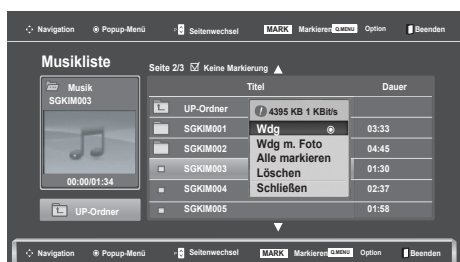 Navigation Popup-Menü P Seitenwechsel MARK Markieren Q.MENU Option Beenden
Musikliste
Seite 2/3 Keine Markierung
Musik
SGKIM003
00:00/01:34
UP-Ordner
Titel Dauer
UP-Ordner
SGKIM001 03:33
SGKIM002 04:45
SGKIM003 01:30
SGKIM004 02:37
SGKIM005 01:58
4395 KB 1 KBit/s
Wdg
Wdg m. Foto
Alle markieren
Löschen
Schließen
Navigation Popup-Menü P Seitenwechsel MARK Markieren Q.MENU Option Beenden